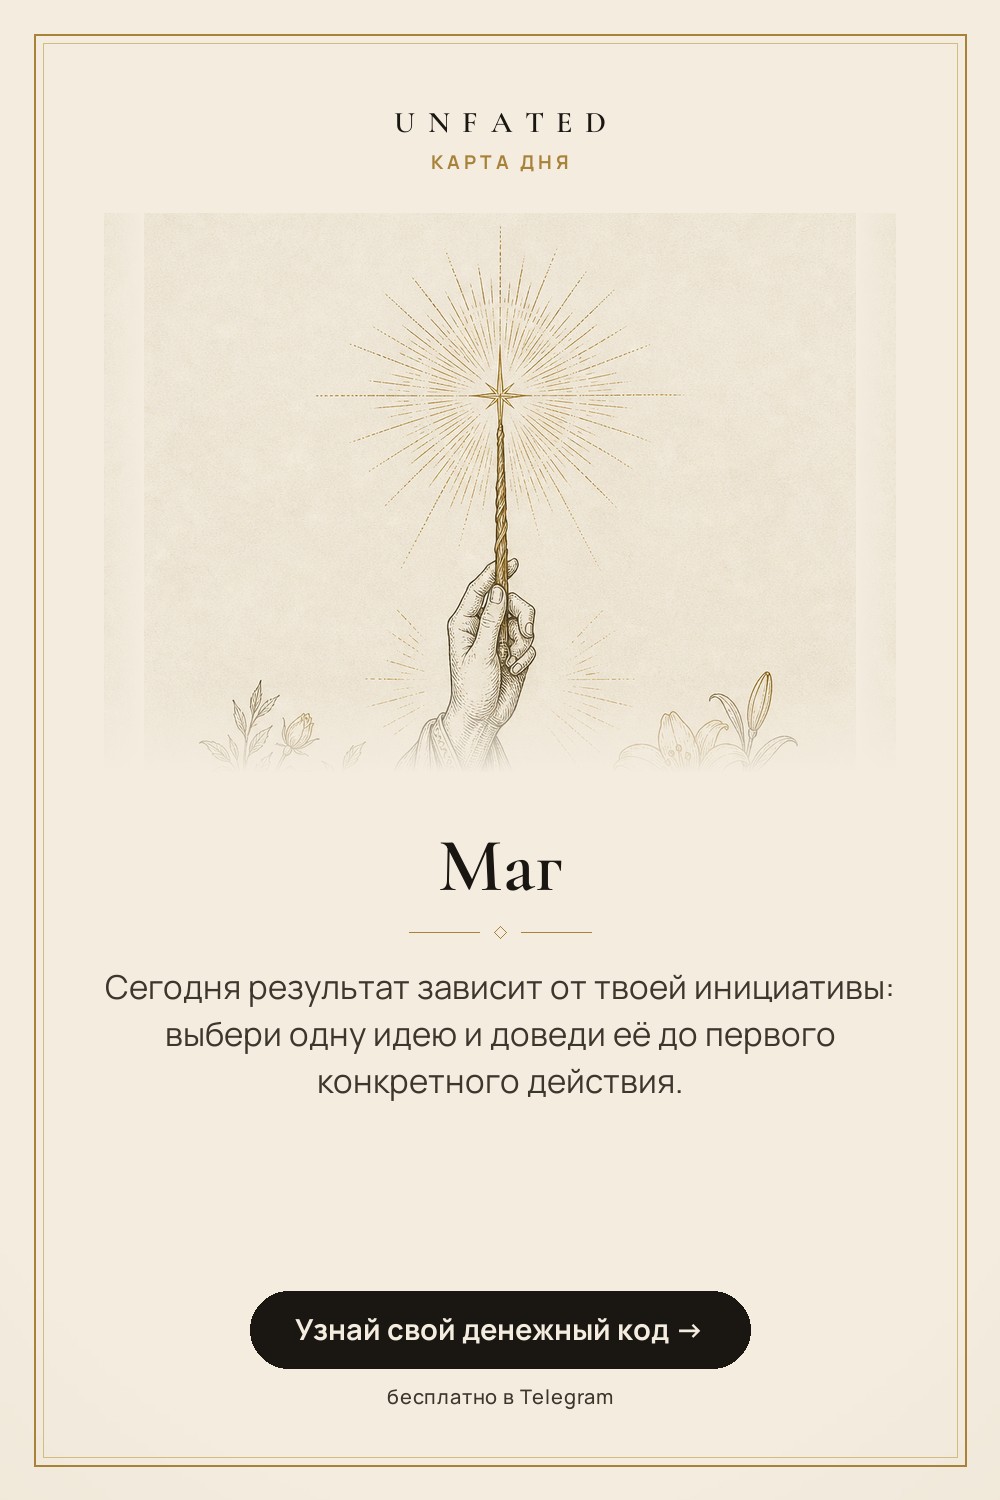 UNFATED
КАРТА ДНЯ
Маг
Сегодня результат зависит от твоей инициативы:
выбери одну идею и доведи её до первого
конкретного действия.
Узнай свой денежный код →
бесплатно в Telegram